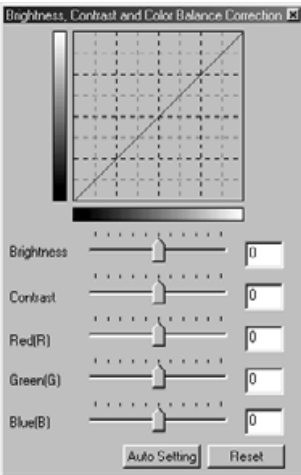 Brightness, Contrast and Color Balance Correction
Brightness 0
Contrast 0
Red(R) 0
Green(G) 0
Blue(B) 0
Auto Setting Reset